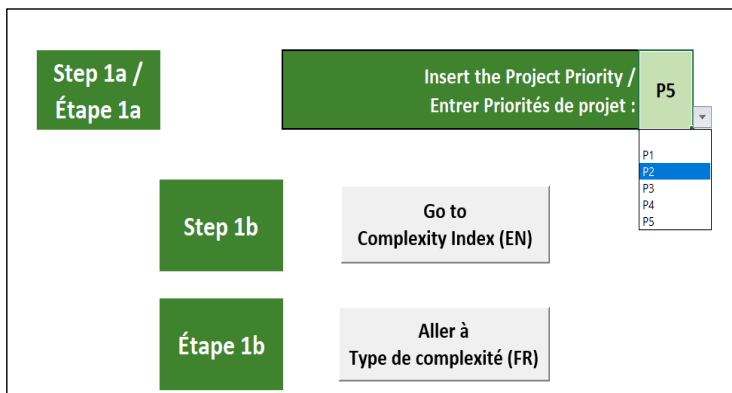 Step 1a /
Étape 1a
Insert the Project Priority /
Entrer Priorités de projet :
P5
P1
P2
P3
P4
P5
Step 1b
Go to
Complexity Index (EN)
Étape 1b
Aller à
Type de complexité (FR)